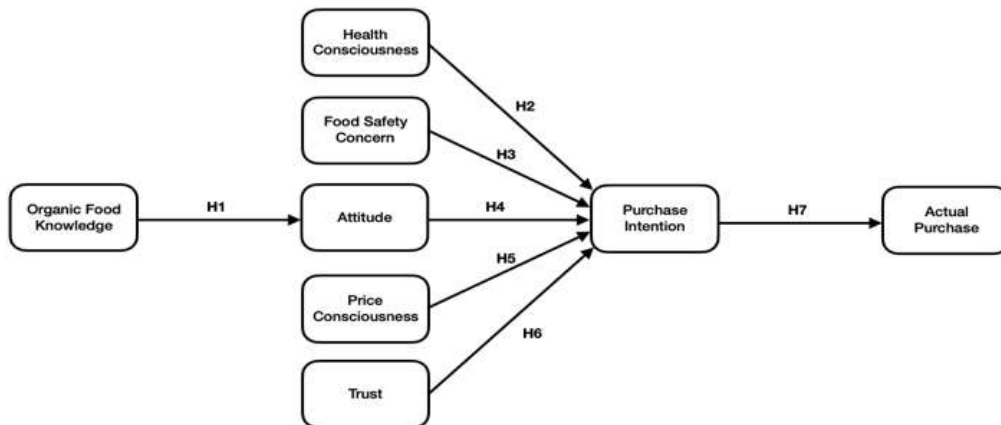 Health
Consciousness
H2
Food Safety
Concern
H3
Organic Food
Knowledge
H1
Attitude
H4
Purchase
Intention
H7
Actual
Purchase
H5
Price
Consciousness
H6
Trust